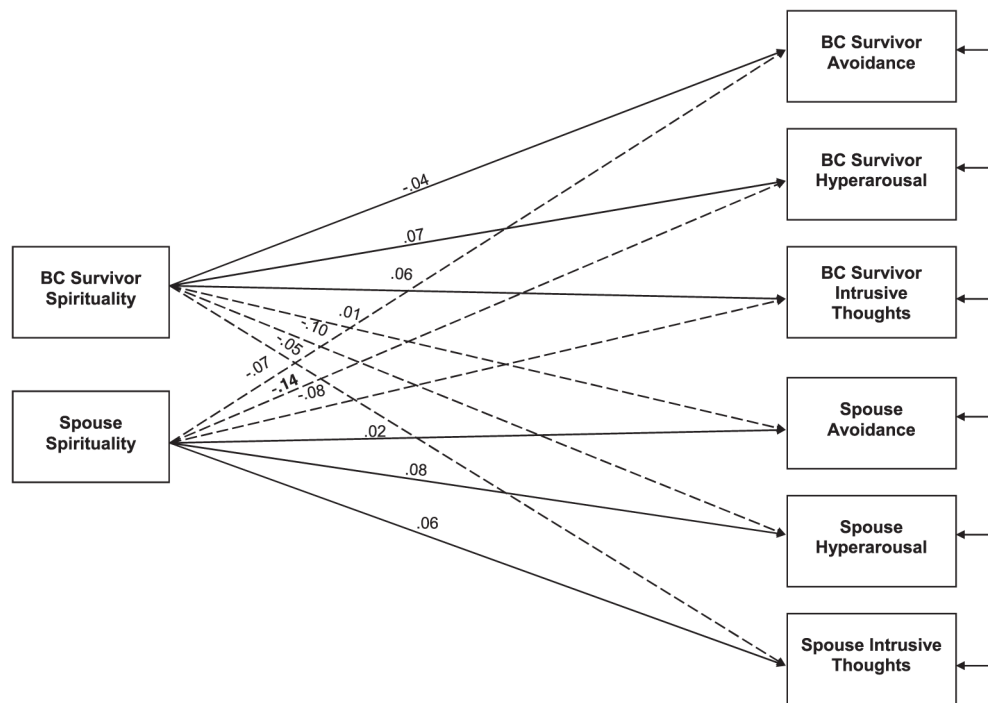 BC Survivor
Avoidance
BC Survivor
Hyperarousal
-.04
.07
BC Survivor
Spirituality
.06
BC Survivor
Intrusive
Thoughts
.01
-.10
-.05
-.07
-.14
-.08
Spouse
Spirituality
Spouse
Avoidance
.02
.08
.06
Spouse
Hyperarousal
Spouse Intrusive
Thoughts